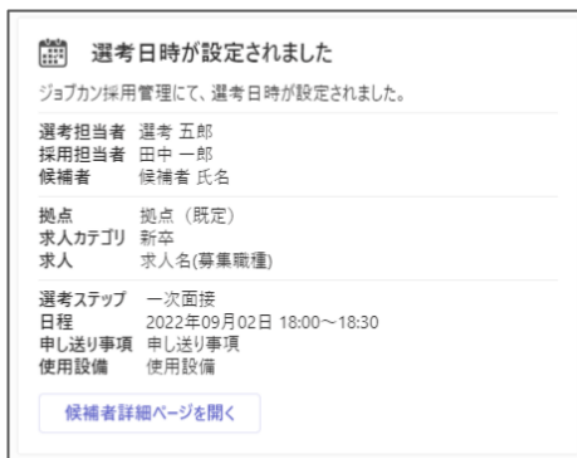 選考日時が設定されました
ジョブカン採用管理にて、選考日時が設定されました。
選考担当者 選考 五郎
採用担当者 田中 一郎
候補者 候補者 氏名
拠点 拠点（既定）
求人カテゴリ 新卒
求人 求人名(募集職種)
選考ステップ 一次面接
日程 2022年09月02日 18:00～18:30
申し送り事項 申し送り事項
使用設備 使用設備
候補者詳細ページを開く